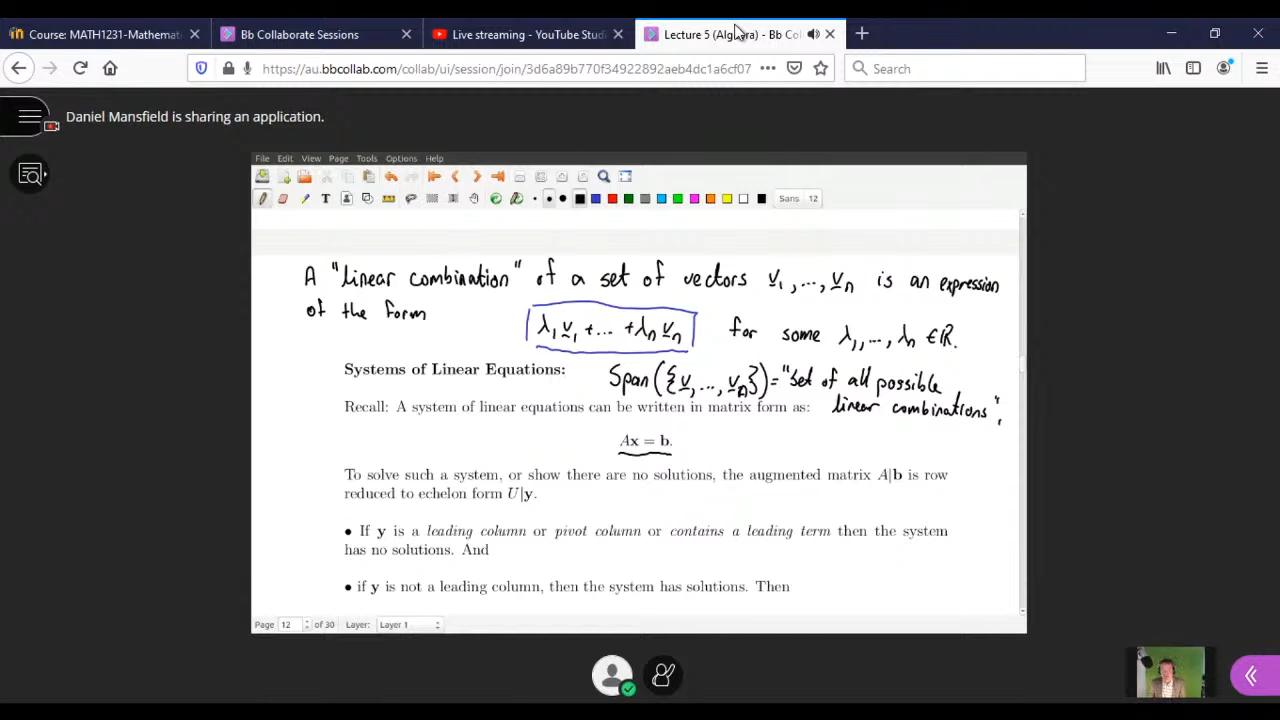 Course: MATH1231-Mathemat
Bb Collaborate Sessions
Live streaming - YouTube Stud
Lecture 5 (Algebra) - Bb Col
https://au.bbcollab.com/collab/ui/session/join/3d6a89b770f34922892aeb4dc1a6cf07
Search
Daniel Mansfield is sharing an application.
File Edit View Page Tools Options Help
Sans 12
A "linear combination" of a set of vectors v₁,...,vₙ is an expression
of the form
λ₁v₁+...+λₙvₙ for some λ₁,...,λₙ ∈ ℝ.
Systems of Linear Equations:
Span({v,...,vₙ}) = "set of all possible
Recall: A system of linear equations can be written in matrix form as:
linear combinations".
Ax = b.
To solve such a system, or show there are no solutions, the augmented matrix A|b is row
reduced to echelon form U|y.
• If y is a leading column or pivot column or contains a leading term then the system
has no solutions. And
• if y is not a leading column, then the system has solutions. Then
Page 12 of 30 Layer: Layer 1